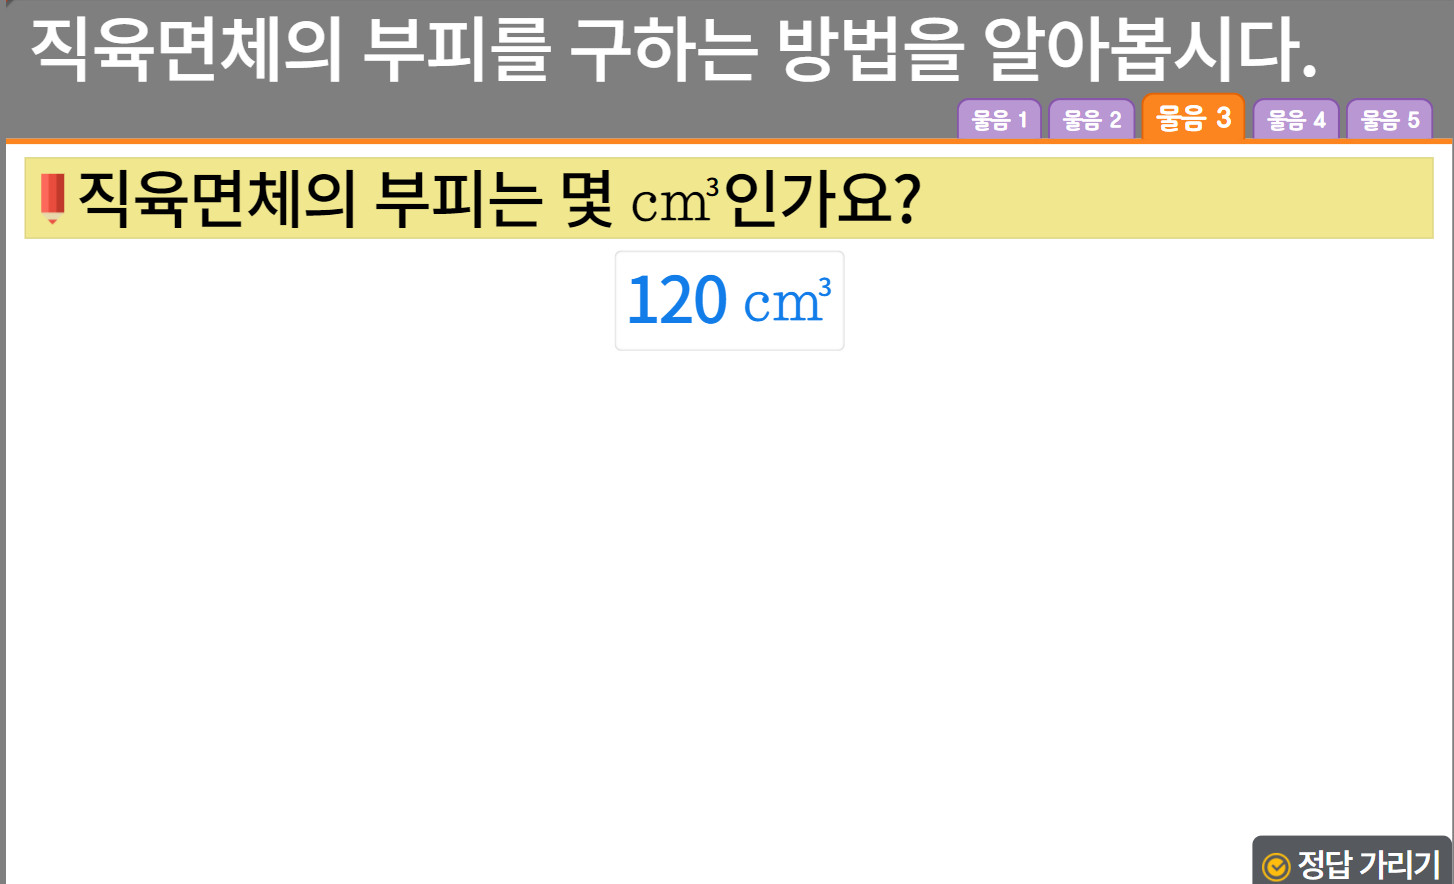 직육면체의 부피를 구하는 방법을 알아봅시다.
물음 1 물음 2 물음 3 물음 4 물음 5
직육면체의 부피는 몇 cm³인가요?
120 cm³
정답 가리기